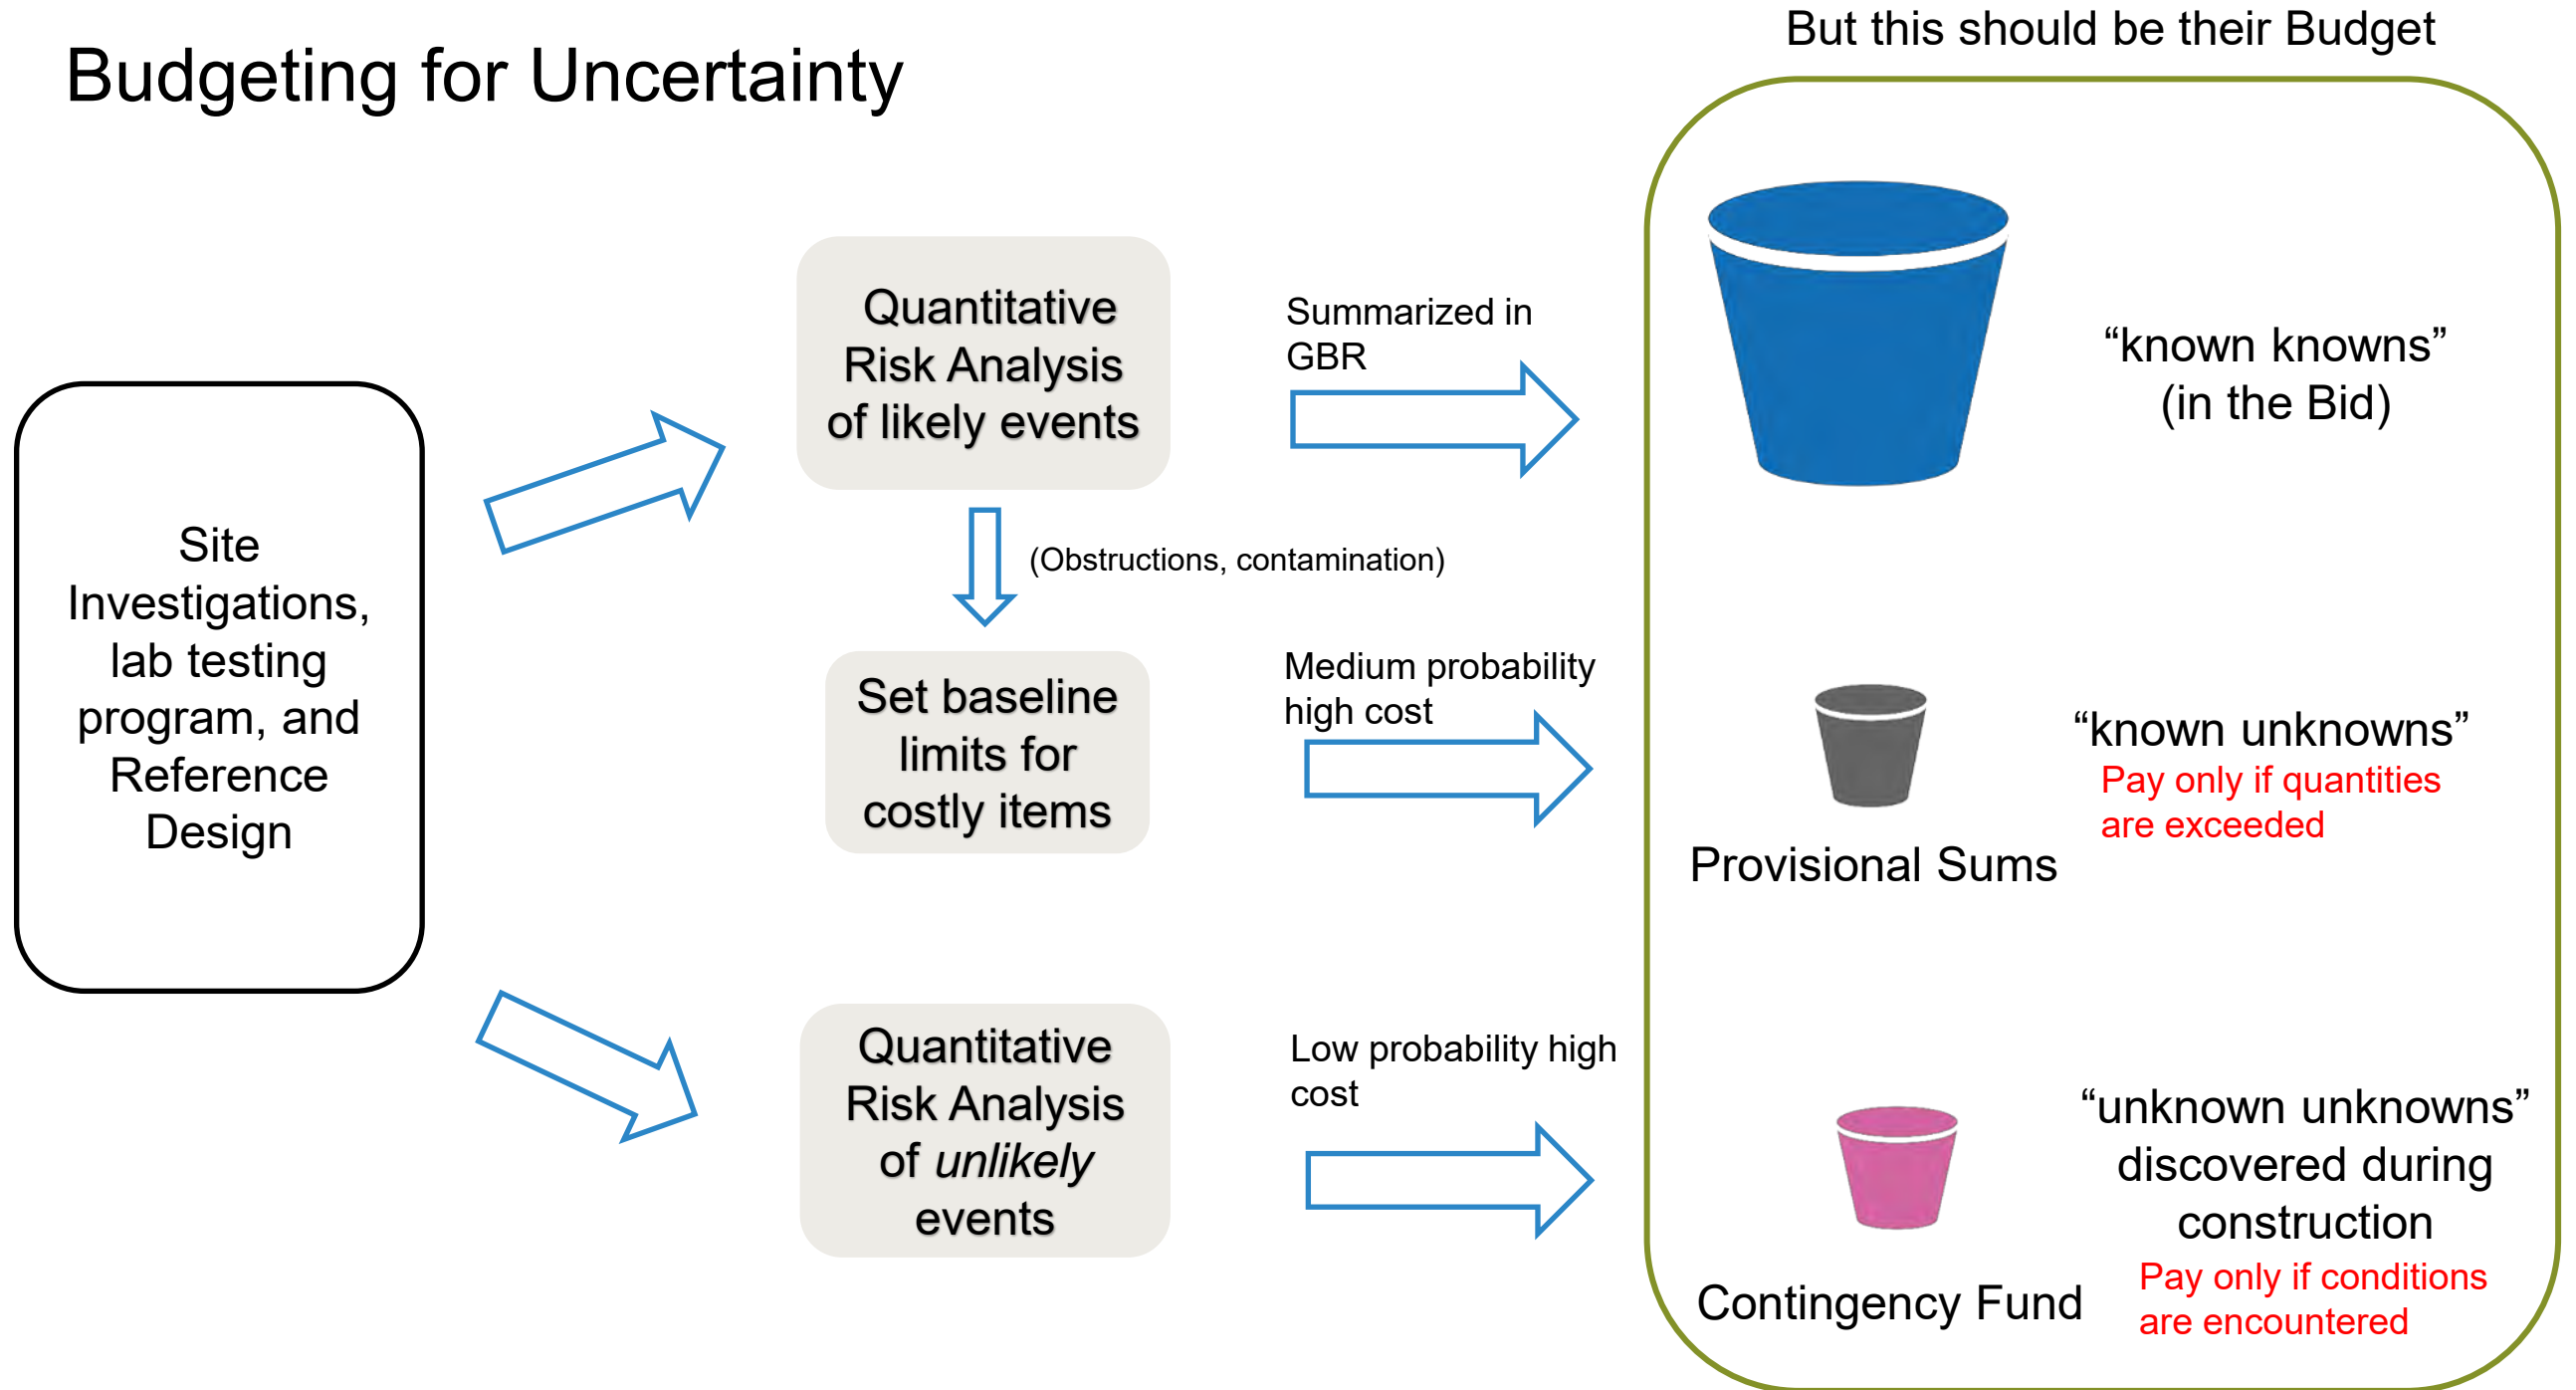 Budgeting for Uncertainty
But this should be their Budget
Site
Investigations,
lab testing
program, and
Reference
Design
Quantitative
Risk Analysis
of likely events
Summarized in
GBR
“known knowns”
(in the Bid)
(Obstructions, contamination)
Set baseline
limits for
costly items
Medium probability
high cost
“known unknowns”
Pay only if quantities
are exceeded
Provisional Sums
Quantitative
Risk Analysis
of unlikely
events
Low probability high
cost
“unknown unknowns”
discovered during
construction
Pay only if conditions
are encountered
Contingency Fund